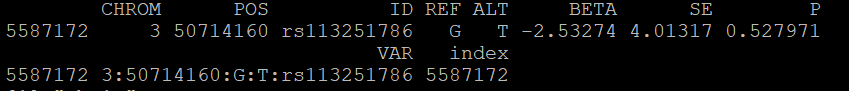 CHROM POS ID REF ALT BETA SE P
5587172 3 50714160 rs113251786 G T -2.53274 4.01317 0.527971
VAR index
5587172 3:50714160:G:T:rs113251786 5587172